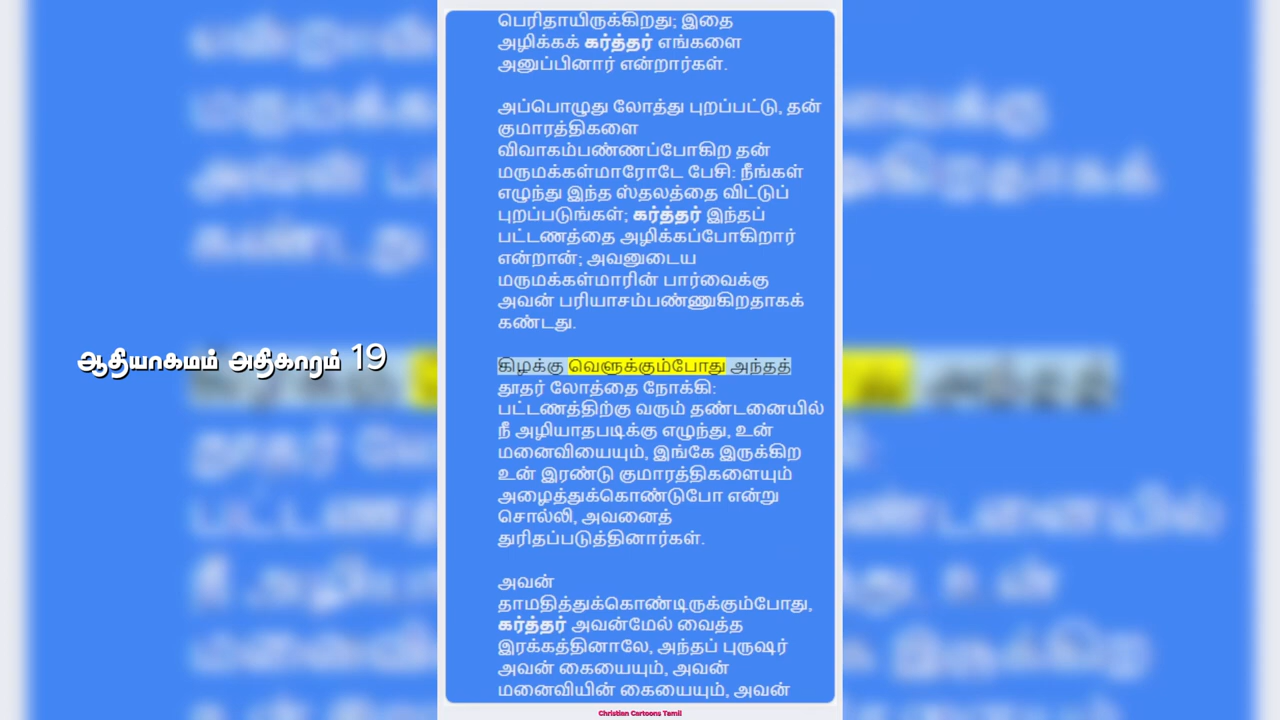 பெரிதாயிருக்கிறது; இதை
அழிக்கக் கர்த்தர் எங்களை
அனுப்பினார் என்றார்கள்.
அப்பொழுது லோத்து புறப்பட்டு, தன்
குமாரத்திகளை
விவாகம்பண்ணப்போகிற தன்
மருமக்கள்மாரோடே பேசி: நீங்கள்
எழுந்து இந்த ஸ்தலத்தை விட்டுப்
புறப்படுங்கள்; கர்த்தர் இந்தப்
பட்டணத்தை அழிக்கப்போகிறார்
என்றான்; அவனுடைய
மருமக்கள்மாரின் பார்வைக்கு
அவன் பரியாசம்பண்ணுகிறதாகக்
கண்டது.
ஆதியாகமம் அதிகாரம் 19
கிழக்கு வெளுக்கும்போது அந்தத்
தூதர் லோத்தை நோக்கி:
பட்டணத்திற்கு வரும் தண்டனையில்
நீ அழியாதபடிக்கு எழுந்து, உன்
மனைவியையும், இங்கே இருக்கிற
உன் இரண்டு குமாரத்திகளையும்
அழைத்துக்கொண்டுபோ என்று
சொல்லி, அவனைத்
துரிதப்படுத்தினார்கள்.
அவன்
தாமதித்துக்கொண்டிருக்கும்போது,
கர்த்தர் அவன்மேல் வைத்த
இரக்கத்தினாலே, அந்தப் புருஷர்
அவன் கையையும், அவன்
மனைவியின் கையையும், அவன்
Christian Cartoons Tamil